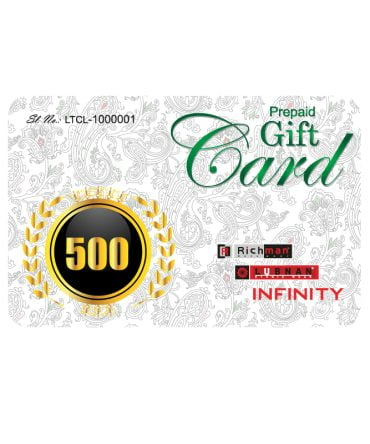 Sl No.: LTCL-1000001
Prepaid
Gift
Card
500
Richman
LUBNAN
INFINITY